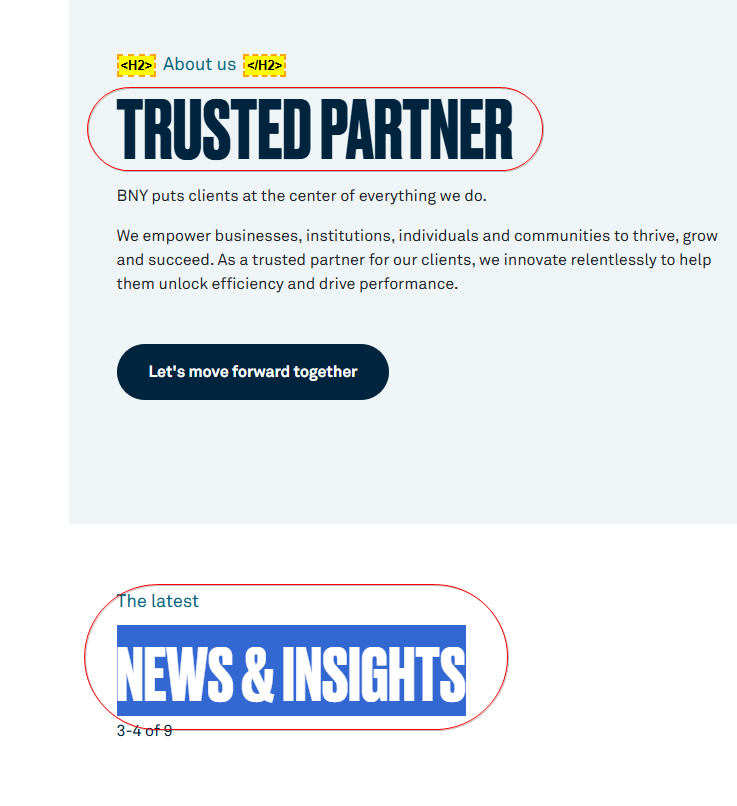 <H2> About us </H2>
TRUSTED PARTNER
BNY puts clients at the center of everything we do.
We empower businesses, institutions, individuals and communities to thrive, grow
and succeed. As a trusted partner for our clients, we innovate relentlessly to help
them unlock efficiency and drive performance.
Let's move forward together
The latest
NEWS & INSIGHTS
3-4 of 9